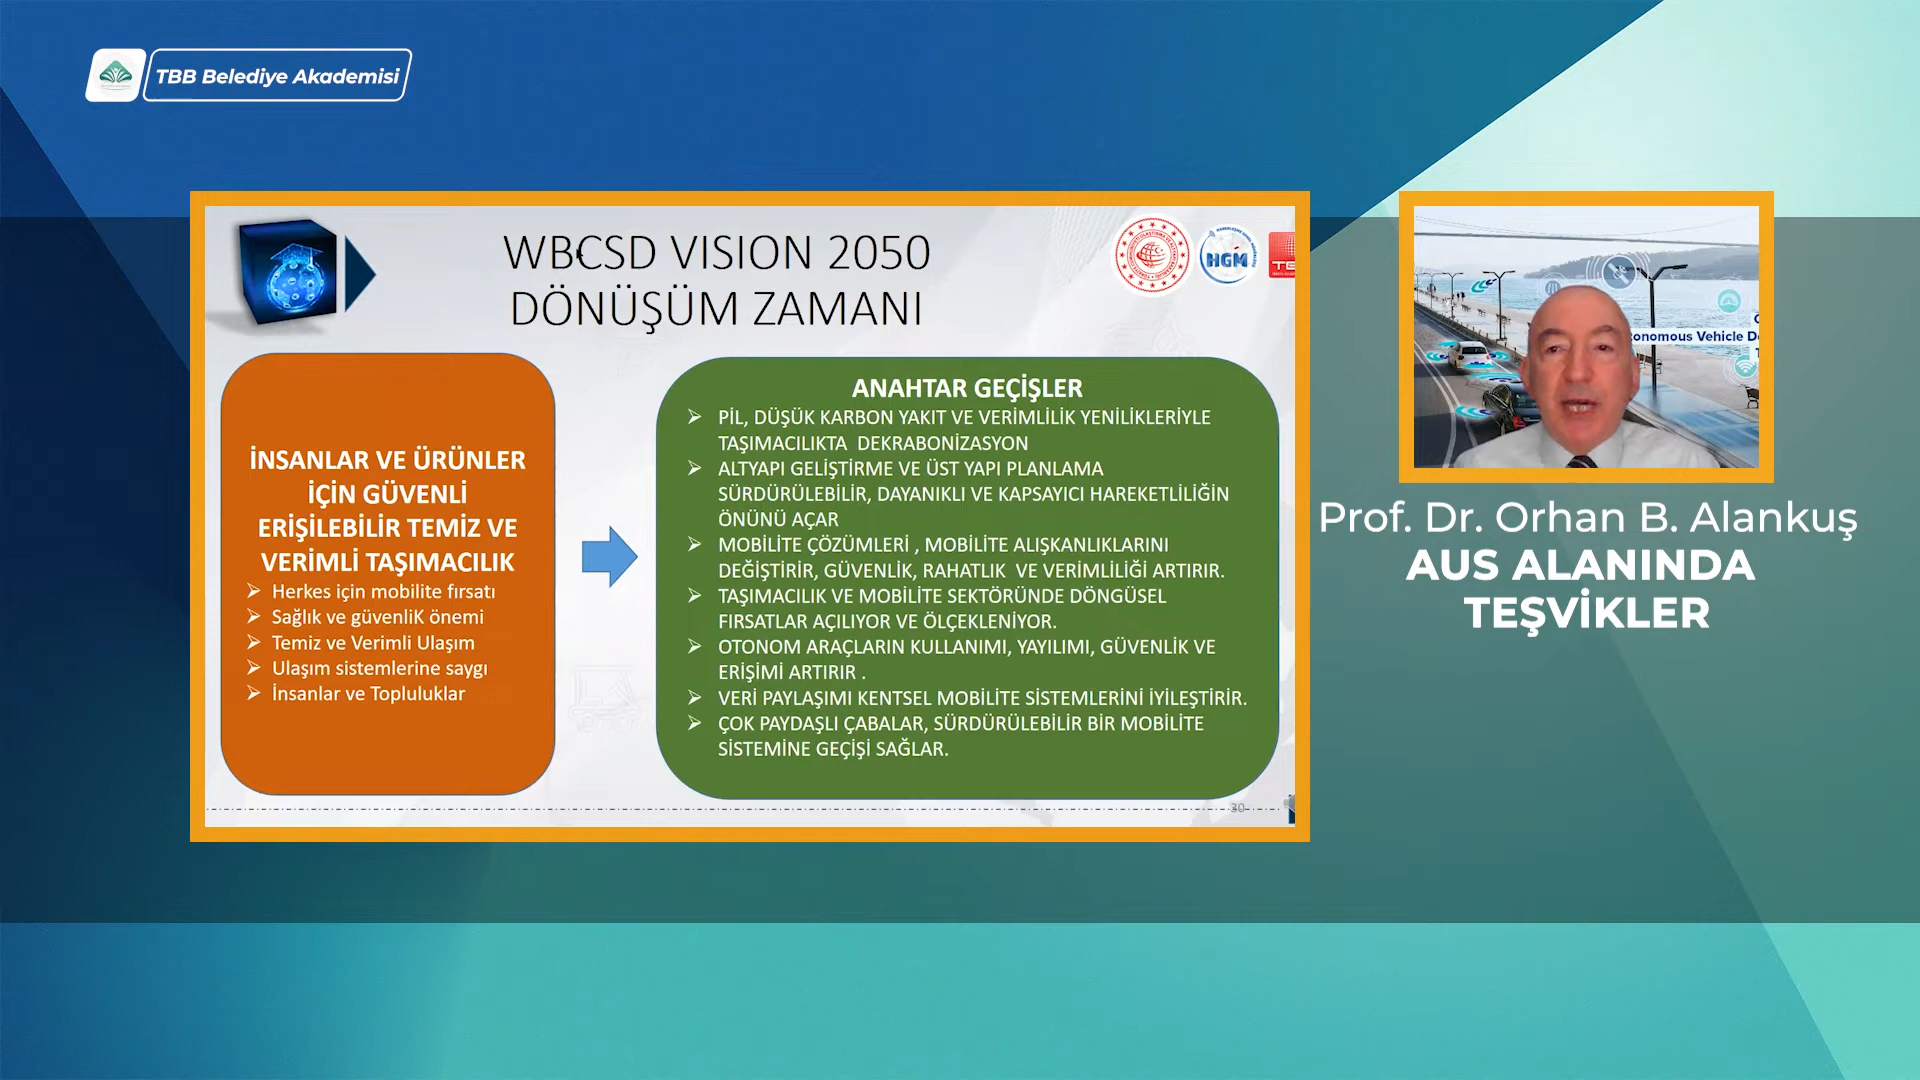 TBB Belediye Akademisi
WBCSD VISION 2050
DÖNÜŞÜM ZAMANI
HGM
İNSANLAR VE ÜRÜNLER
İÇİN GÜVENLİ
ERİŞİLEBİLİR TEMİZ VE
VERİMLİ TAŞIMACILIK
➢ Herkes için mobilite fırsatı
➢ Sağlık ve güvenliK önemi
➢ Temiz ve Verimli Ulaşım
➢ Ulaşım sistemlerine saygı
➢ İnsanlar ve Topluluklar
ANAHTAR GEÇİŞLER
➢ PİL, DÜŞÜK KARBON YAKIT VE VERİMLİLİK YENİLİKLERİYLE
TAŞIMACILIKTA DEKRABONİZASYON
➢ ALTYAPI GELİŞTİRME VE ÜST YAPI PLANLAMA
SÜRDÜRÜLEBİLİR, DAYANIKLI VE KAPSAYICI HAREKETLİLİĞİN
ÖNÜNÜ AÇAR
➢ MOBİLİTE ÇÖZÜMLERİ , MOBİLİTE ALIŞKANLIKLARINI
DEĞİŞTİRİR, GÜVENLİK, RAHATLIK VE VERİMLİLİĞİ ARTIRIR.
➢ TAŞIMACILIK VE MOBİLİTE SEKTÖRÜNDE DÖNGÜSEL
FIRSATLAR AÇILIYOR VE ÖLÇEKLENİYOR.
➢ OTONOM ARAÇLARIN KULLANIMI, YAYILIMI, GÜVENLİK VE
ERİŞİMİ ARTIRIR .
➢ VERİ PAYLAŞIMI KENTSEL MOBİLİTE SİSTEMLERİNİ İYİLEŞTİRİR.
➢ ÇOK PAYDAŞLI ÇABALAR, SÜRDÜRÜLEBİLİR BİR MOBİLİTE
SİSTEMİNE GEÇİŞİ SAĞLAR.
30
onomous Vehicle D
Prof. Dr. Orhan B. Alankuş
AUS ALANINDA
TEŞVİKLER